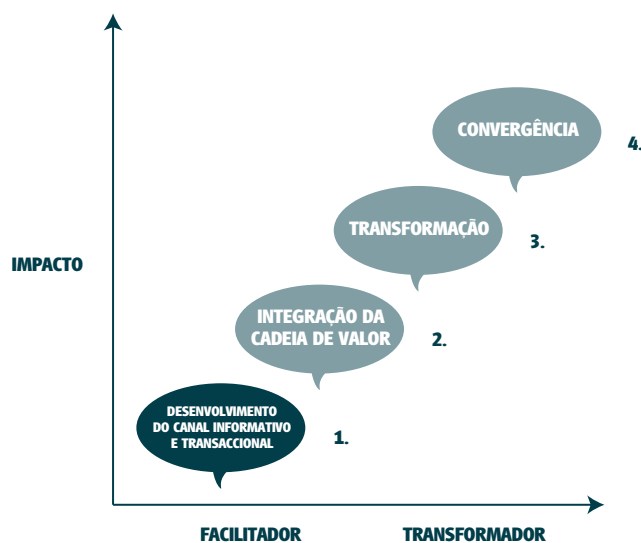 CONVERGÊNCIA
4.
TRANSFORMAÇÃO
3.
IMPACTO
INTEGRAÇÃO DA
CADEIA DE VALOR
2.
DESENVOLVIMENTO
DO CANAL INFORMATIVO
E TRANSACCIONAL
1.
FACILITADOR
TRANSFORMADOR